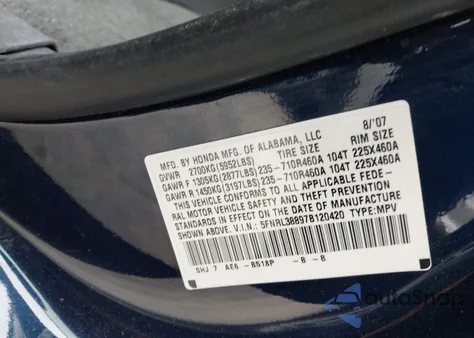 MFD. BY HONDA MFG. OF ALABAMA, LLC 8/'07
GVWR 2700KG(5952LBS) TIRE SIZE RIM SIZE
GAWR F 1305KG(2877LBS) 235-710R460A 104T 225X460A
GAWR R 1450KG(3197LBS) 235-710R460A 104T 225X460A
THIS VEHICLE CONFORMS TO ALL APPLICABLE FEDE-
RAL MOTOR VEHICLE SAFETY AND THEFT PREVENTION
STANDARDS IN EFFECT ON THE DATE OF MANUFACTURE
SHOWN ABOVE. V.I.N.: 5FNRL38897B120420 TYPE:MPV
SHJ 7 AE6 -B518P -B -B
autoSnap